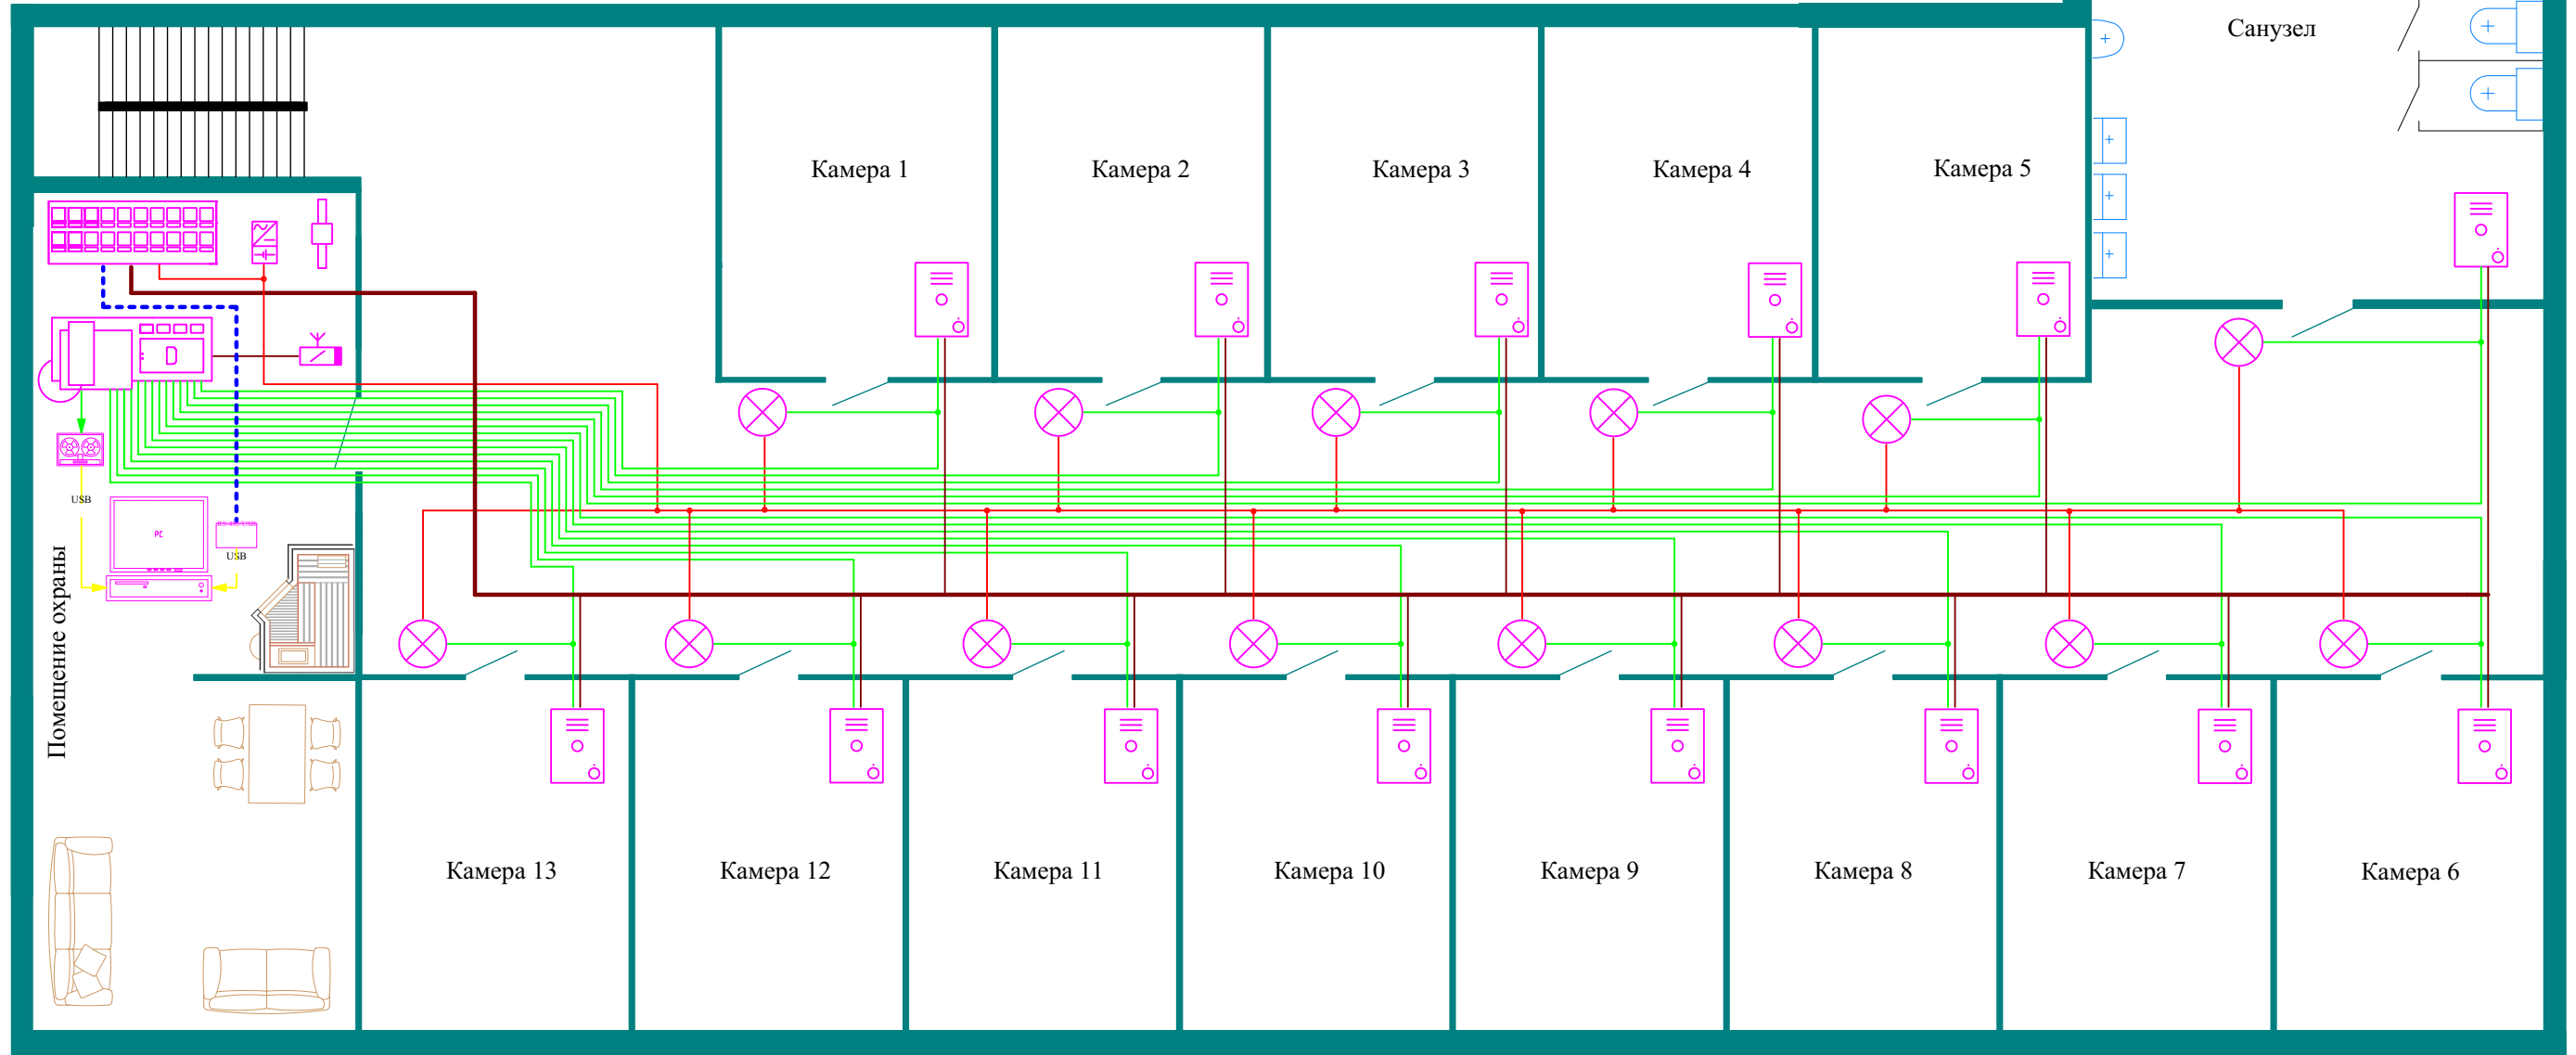 Санузел
Камера 1
Камера 2
Камера 3
Камера 4
Камера 5
USB
PC
USB
Помещение охраны
Камера 13
Камера 12
Камера 11
Камера 10
Камера 9
Камера 8
Камера 7
Камера 6